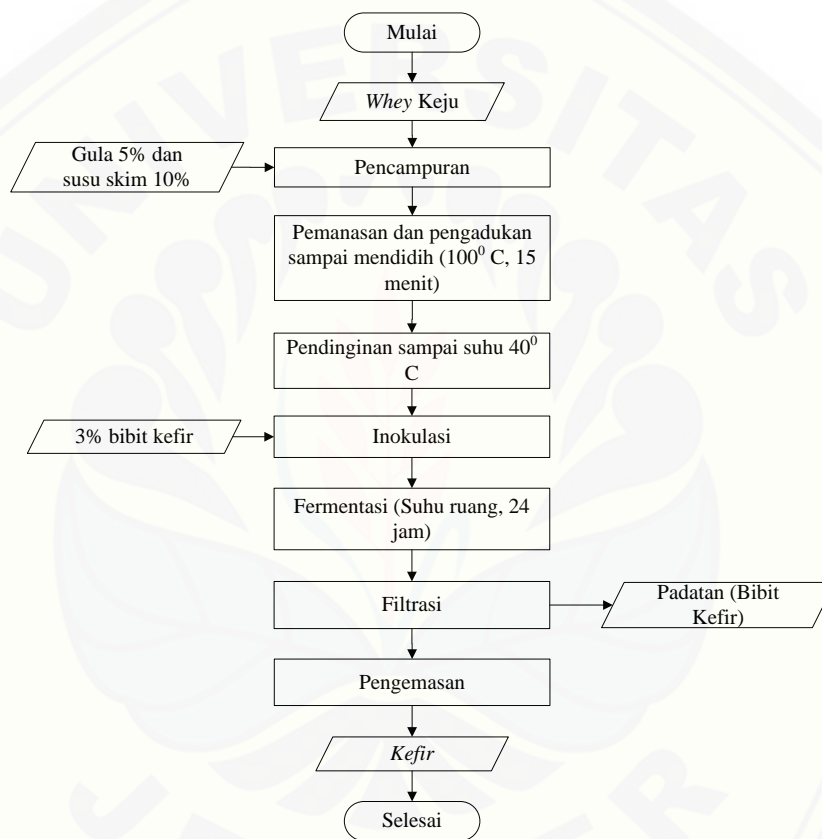 Mulai
Whey Keju
Gula 5% dan
susu skim 10%
Pencampuran
Pemanasan dan pengadukan
sampai mendidih (100⁰ C, 15
menit)
Pendinginan sampai suhu 40⁰
C
3% bibit kefir
Inokulasi
Fermentasi (Suhu ruang, 24
jam)
Filtrasi
Padatan (Bibit
Kefir)
Pengemasan
Kefir
Selesai
UNIVERSITAS